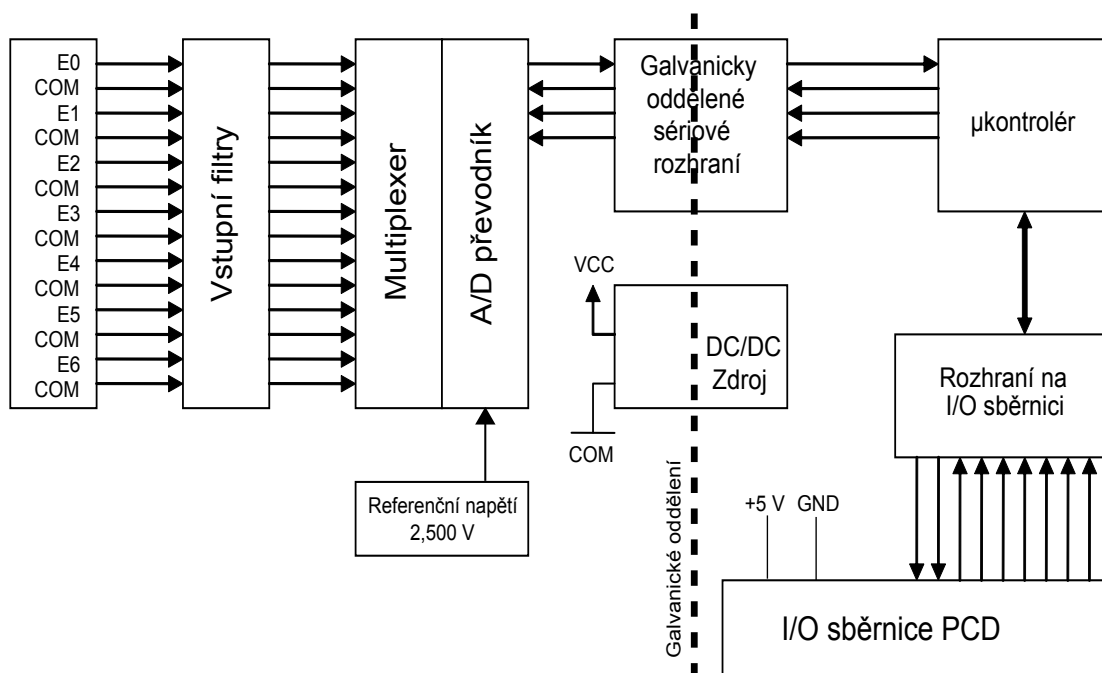 E0
COM
E1
COM
E2
COM
E3
COM
E4
COM
E5
COM
E6
COM
Vstupní filtry
Multiplexer
A/D převodník
Referenční napětí
2,500 V
Galvanicky
oddělené
sériové
rozhraní
µkontrolér
VCC
COM
DC/DC
Zdroj
Rozhraní na
I/O sběrnici
Galvanické oddělení
+5 V GND
I/O sběrnice PCD